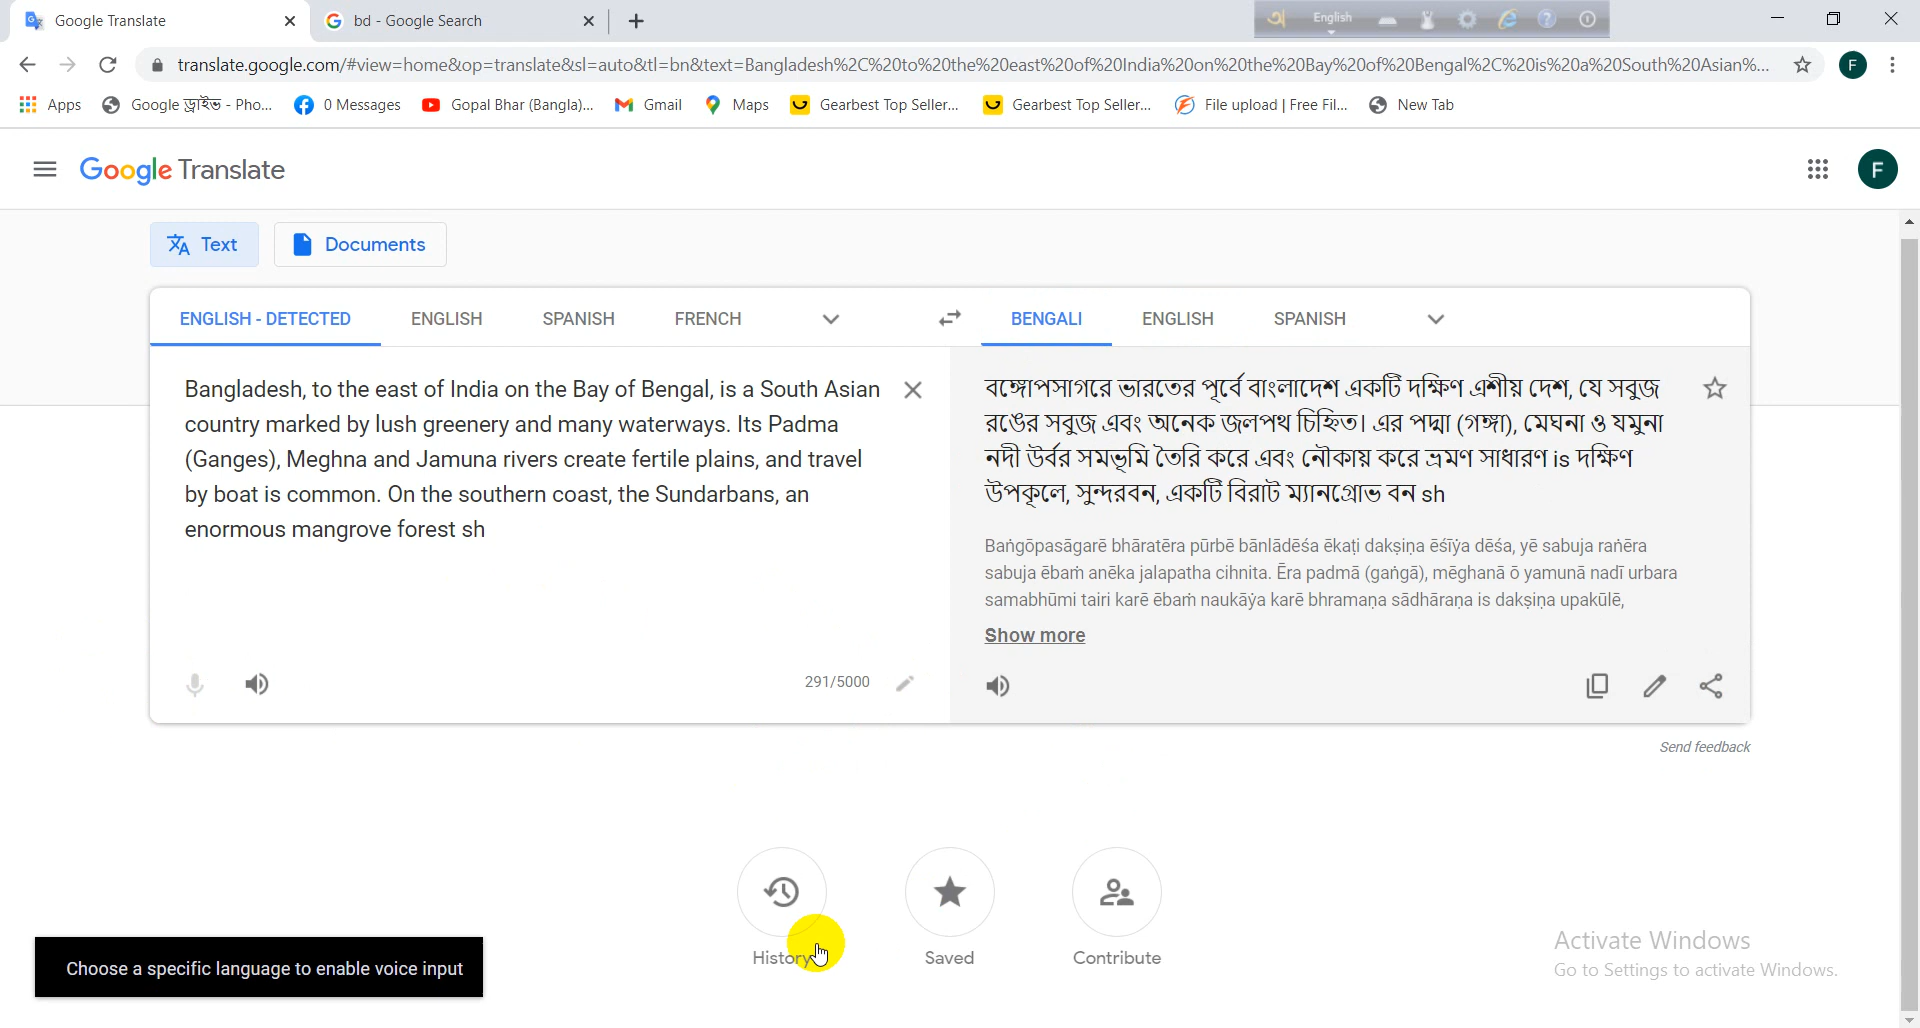 Google Translate
bd - Google Search
English
translate.google.com/#view=home&op=translate&sl=auto&tl=bn&text=Bangladesh%2C%20to%20the%20east%20of%20India%20on%20the%20Bay%20of%20Bengal%2C%20is%20a%20South%20Asian%...
F
Apps
Google ড্রাইভ - Pho...
0 Messages
Gopal Bhar (Bangla)...
Gmail
Maps
Gearbest Top Seller...
Gearbest Top Seller...
File upload | Free Fil...
New Tab
Google Translate
F
Text
Documents
ENGLISH - DETECTED
ENGLISH
SPANISH
FRENCH
BENGALI
ENGLISH
SPANISH
Bangladesh, to the east of India on the Bay of Bengal, is a South Asian
country marked by lush greenery and many waterways. Its Padma
(Ganges), Meghna and Jamuna rivers create fertile plains, and travel
by boat is common. On the southern coast, the Sundarbans, an
enormous mangrove forest sh
291/5000
বঙ্গোপসাগরে ভারতের পূর্বে বাংলাদেশ একটি দক্ষিণ এশীয় দেশ, যে সবুজ
রঙের সবুজ এবং অনেক জলপথ চিহ্নিত। এর পদ্মা (গঙ্গা), মেঘনা ও যমুনা
নদী উর্বর সমভূমি তৈরি করে এবং নৌকায় করে ভ্রমণ সাধারণ is দক্ষিণ
উপকূলে, সুন্দরবন, একটি বিরাট ম্যানগ্রোভ বন sh
Baṅgōpasāgarē bhāratēra pūrbē bānlādēśa ēkaṭi dakṣiṇa ēśīẏa dēśa, yē sabuja raṅēra
sabuja ēbaṁ anēka jalapatha cihnita. Ēra padmā (gaṅgā), mēghanā ō yamunā nadī urbara
samabhūmi tairi karē ēbaṁ naukāẏa karē bhramaṇa sādhāraṇa is dakṣiṇa upakūlē,
Show more
Send feedback
History
Saved
Contribute
Choose a specific language to enable voice input
Activate Windows
Go to Settings to activate Windows.